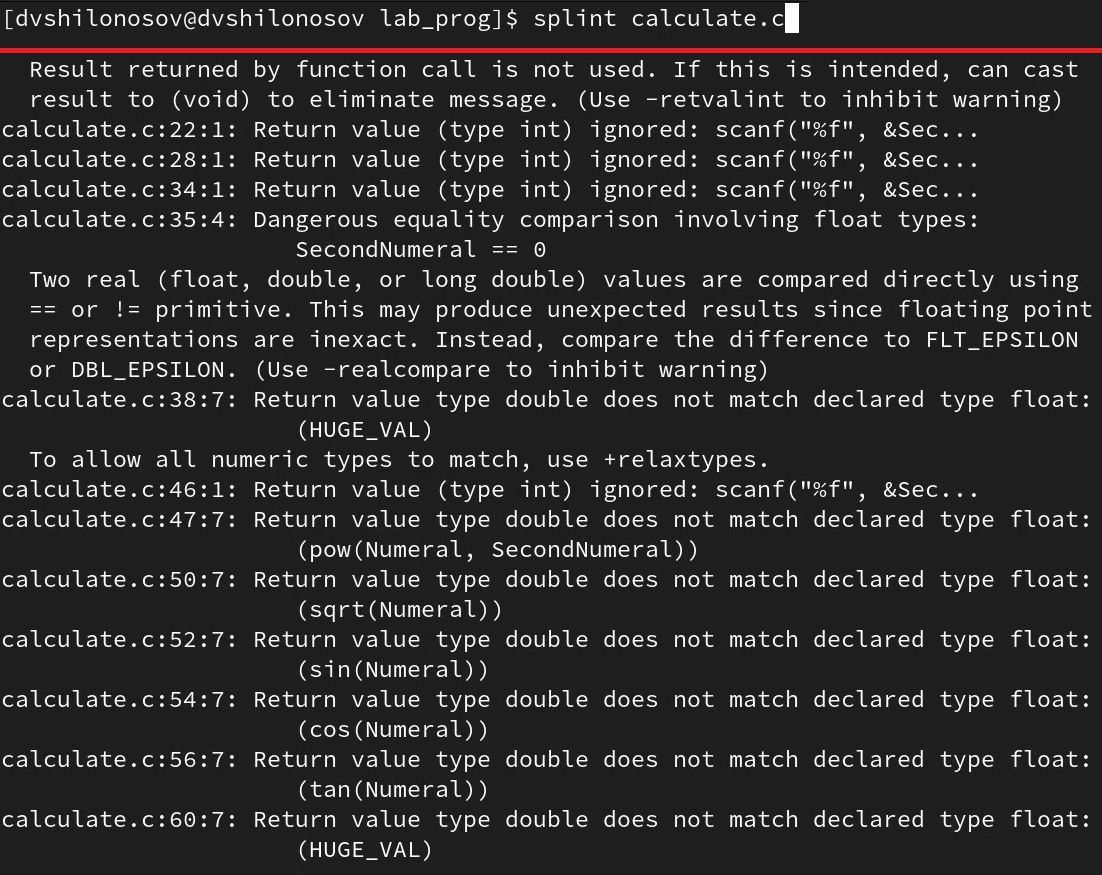 [dvshilonosov@dvshilonosov lab_prog]$ splint calculate.c
Result returned by function call is not used. If this is intended, can cast
result to (void) to eliminate message. (Use -retvalint to inhibit warning)
calculate.c:22:1: Return value (type int) ignored: scanf("%f", &Sec...
calculate.c:28:1: Return value (type int) ignored: scanf("%f", &Sec...
calculate.c:34:1: Return value (type int) ignored: scanf("%f", &Sec...
calculate.c:35:4: Dangerous equality comparison involving float types:
SecondNumeral == 0
Two real (float, double, or long double) values are compared directly using
== or != primitive. This may produce unexpected results since floating point
representations are inexact. Instead, compare the difference to FLT_EPSILON
or DBL_EPSILON. (Use -realcompare to inhibit warning)
calculate.c:38:7: Return value type double does not match declared type float:
(HUGE_VAL)
To allow all numeric types to match, use +relaxtypes.
calculate.c:46:1: Return value (type int) ignored: scanf("%f", &Sec...
calculate.c:47:7: Return value type double does not match declared type float:
(pow(Numeral, SecondNumeral))
calculate.c:50:7: Return value type double does not match declared type float:
(sqrt(Numeral))
calculate.c:52:7: Return value type double does not match declared type float:
(sin(Numeral))
calculate.c:54:7: Return value type double does not match declared type float:
(cos(Numeral))
calculate.c:56:7: Return value type double does not match declared type float:
(tan(Numeral))
calculate.c:60:7: Return value type double does not match declared type float:
(HUGE_VAL)